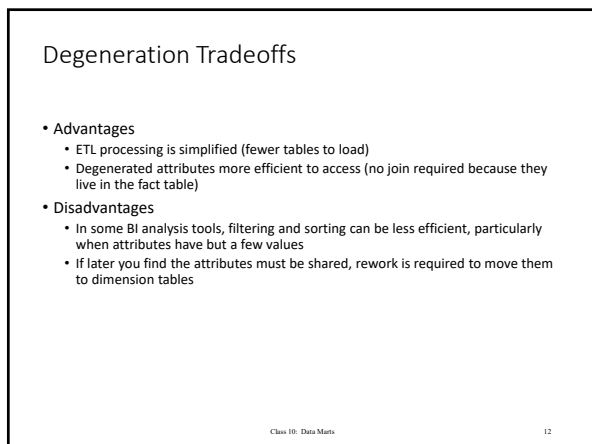 Degeneration Tradeoffs
• Advantages
• ETL processing is simplified (fewer tables to load)
• Degenerated attributes more efficient to access (no join required because they
live in the fact table)
• Disadvantages
• In some BI analysis tools, filtering and sorting can be less efficient, particularly
when attributes have but a few values
• If later you find the attributes must be shared, rework is required to move them
to dimension tables
Class 10: Data Marts 12